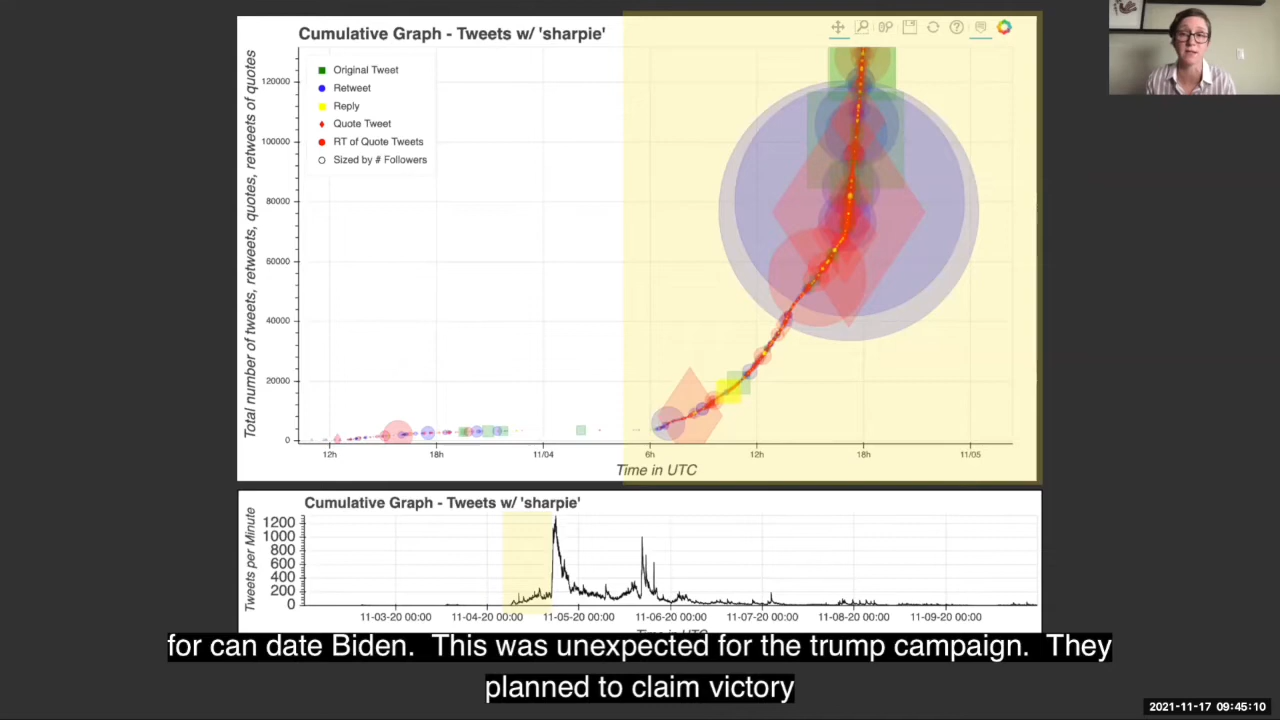 Cumulative Graph - Tweets w/ 'sharpie'
Total number of tweets, retweets, quotes, retweets of quotes
Original Tweet
Retweet
Reply
Quote Tweet
RT of Quote Tweets
Sized by # Followers
120000
100000
80000
60000
40000
20000
0
12h 18h 11/04 6h 12h 18h 11/05
Time in UTC
Cumulative Graph - Tweets w/ 'sharpie'
Tweets per Minute
1200
1000
800
600
400
200
0
11-03-20 00:00 11-04-20 00:00 11-05-20 00:00 11-06-20 00:00 11-07-20 00:00 11-08-20 00:00 11-09-20 00:00
for can date Biden. This was unexpected for the trump campaign. They
planned to claim victory
2021-11-17 09:45:10